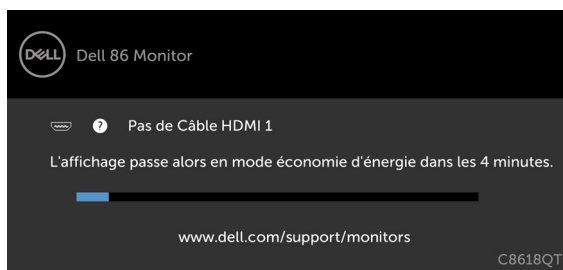 DELL
Dell 86 Monitor
? Pas de Câble HDMI 1
L'affichage passe alors en mode économie d'énergie dans les 4 minutes.
www.dell.com/support/monitors
C8618QT